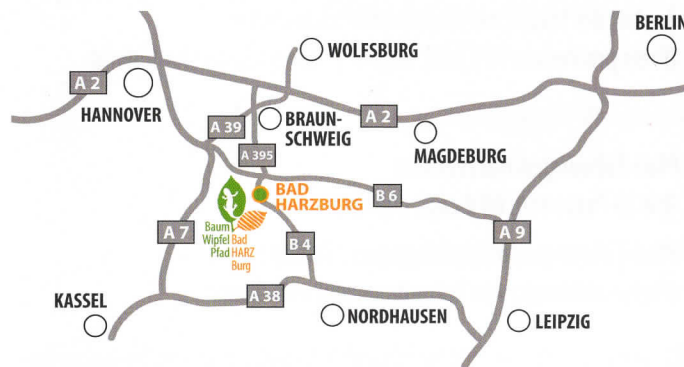 BERLIN
WOLFSBURG
A 2
HANNOVER
A 39
BRAUN-
SCHWEIG
A 2
MAGDEBURG
A 395
BAD
HARZBURG
B 6
Baum
Wipfel
Pfad
Bad
HARZ
Burg
A 7
B 4
A 9
KASSEL
A 38
NORDHAUSEN
LEIPZIG